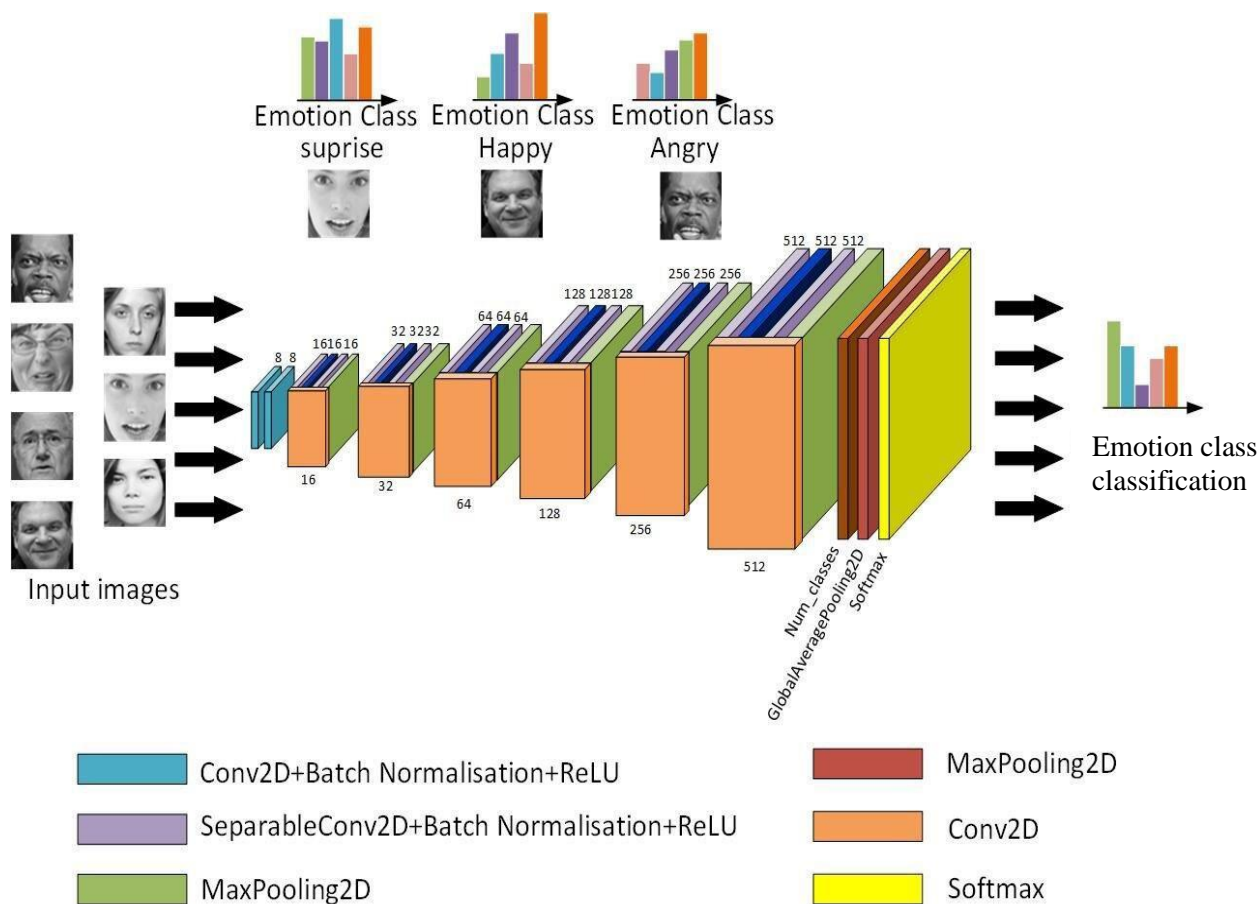 Emotion Class
suprise
Emotion Class
Happy
Emotion Class
Angry
Input images
8 8
16 16 16
16
32 32 32
32
64 64 64
64
128 128 128
128
256 256 256
256
512 512 512
512
Num_classes
GlobalAveragePooling2D
Softmax
Emotion class
classification
Conv2D+Batch Normalisation+ReLU
SeparableConv2D+Batch Normalisation+ReLU
MaxPooling2D
MaxPooling2D
Conv2D
Softmax